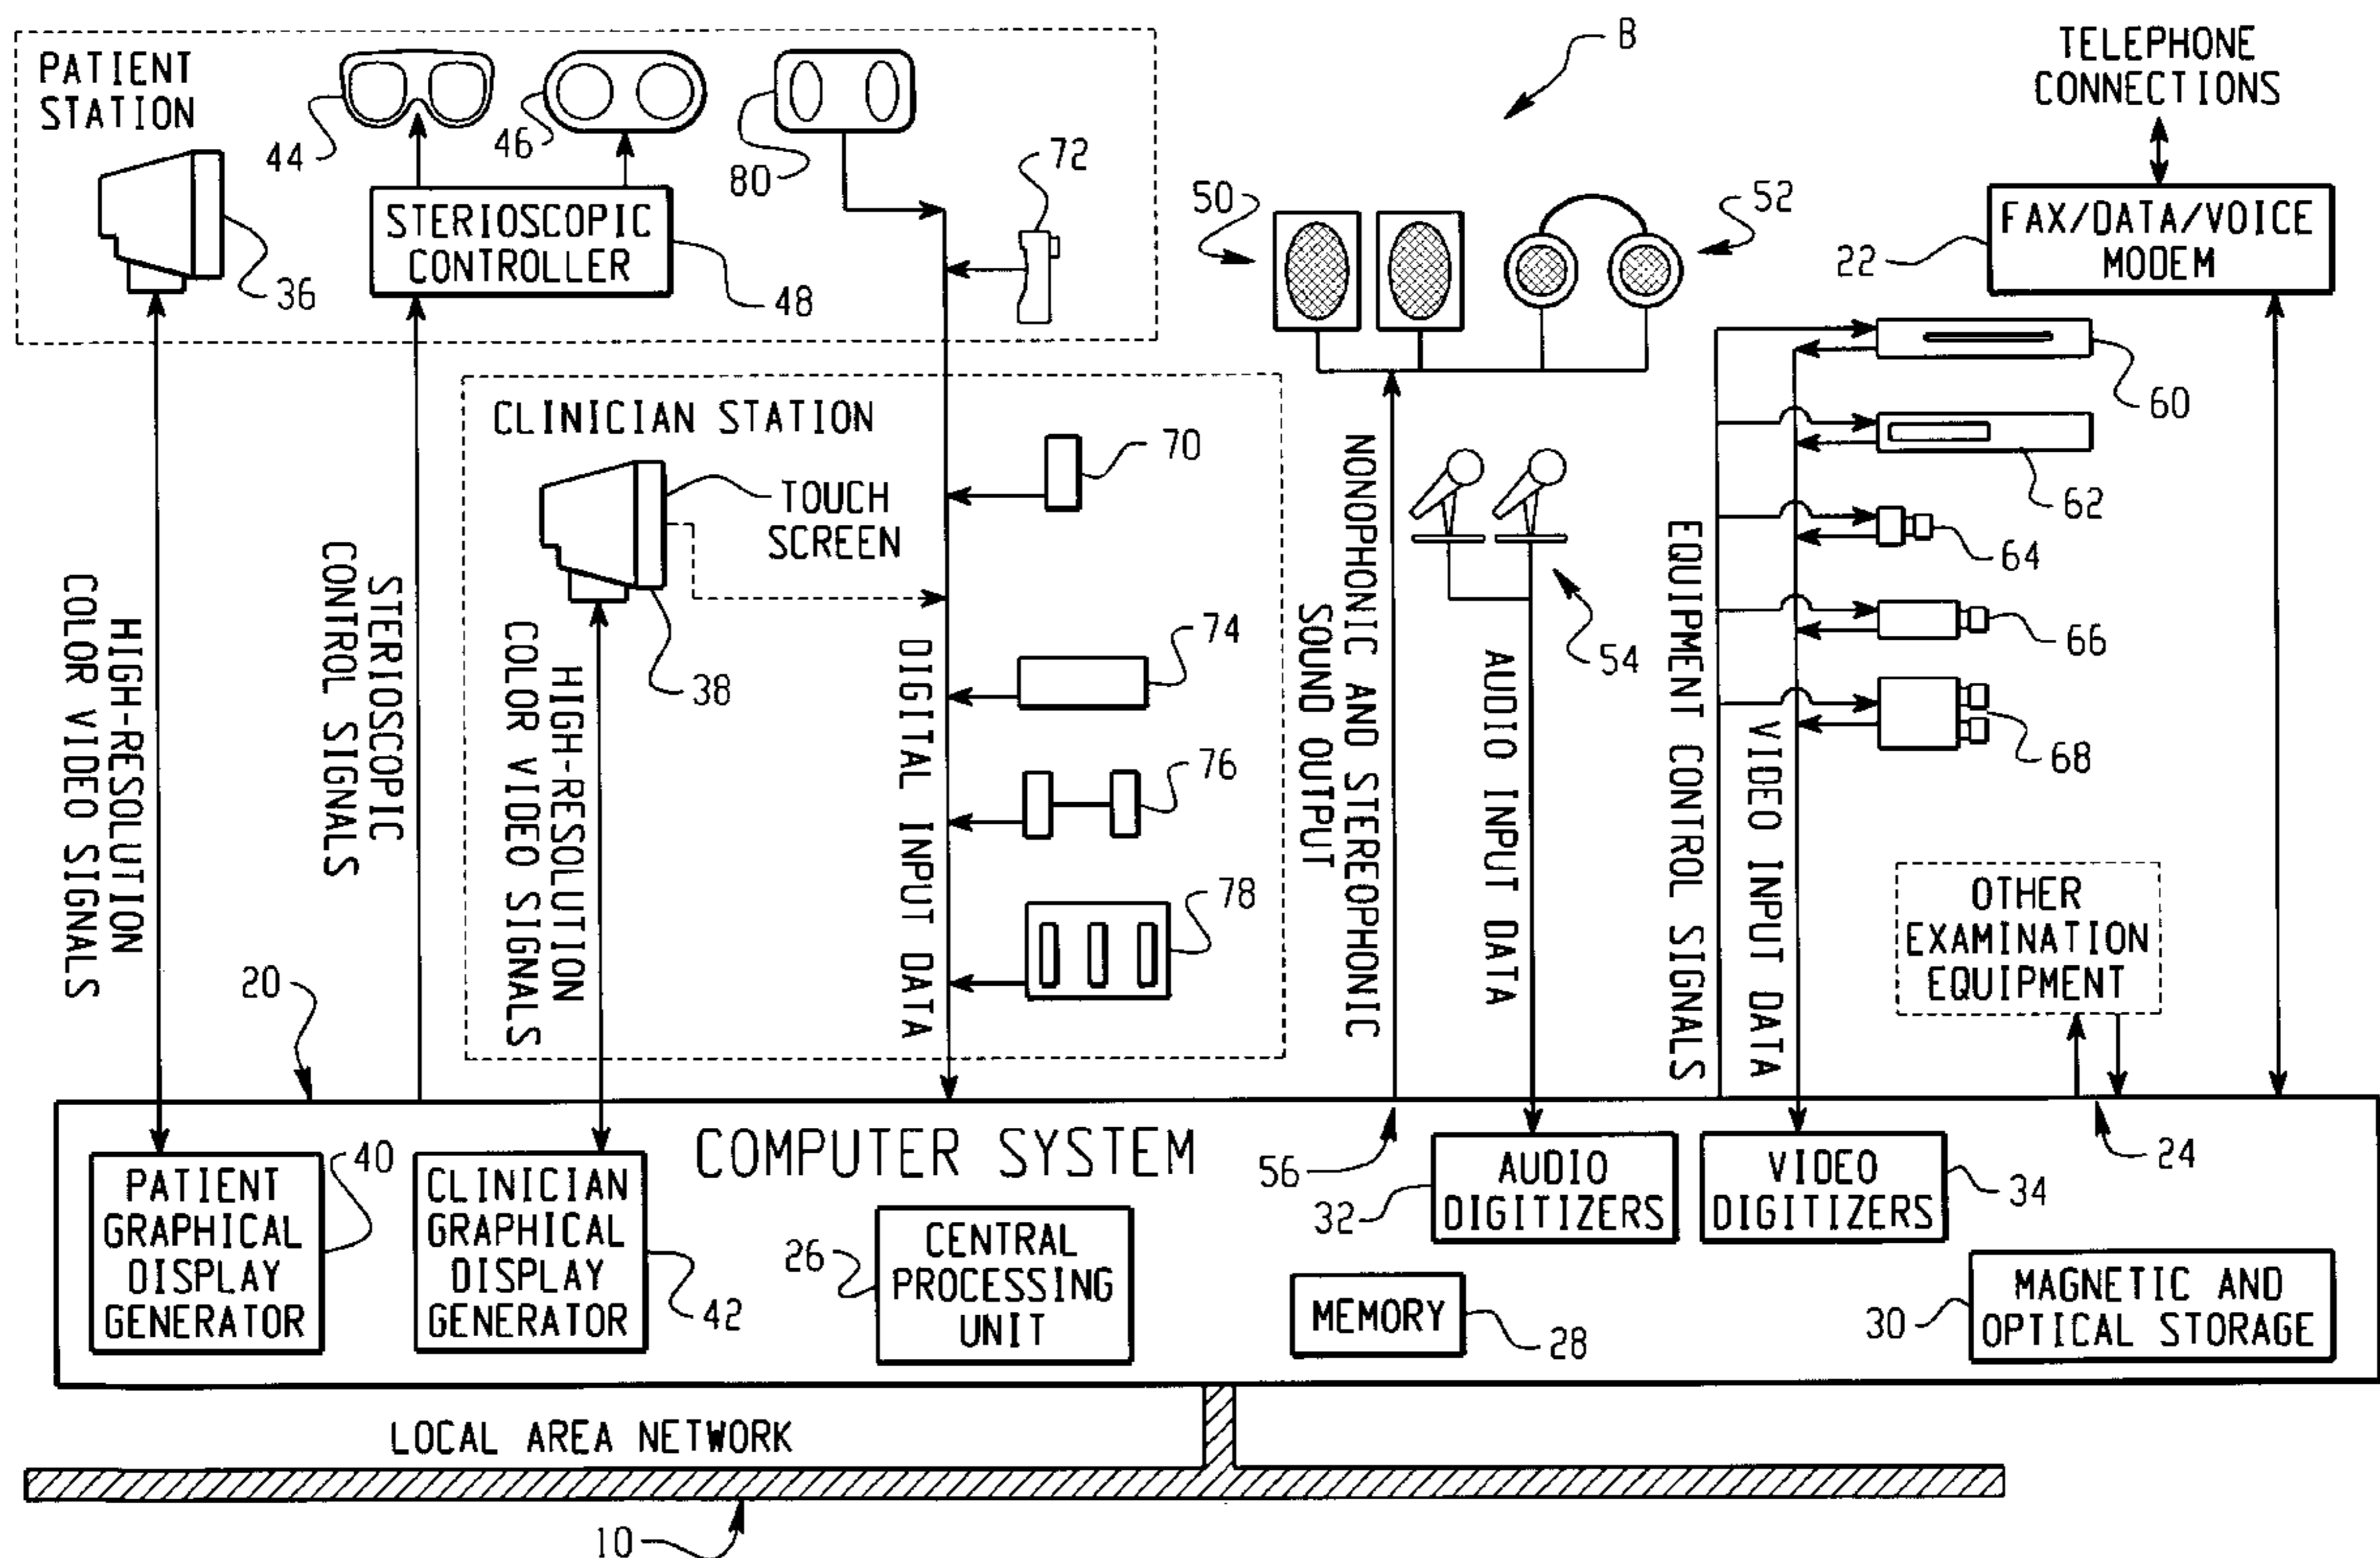 B
TELEPHONE
CONNECTIONS
PATIENT
STATION
44
46
80
72
50
52
STERIOSCOPIC
CONTROLLER
36
48
FAX/DATA/VOICE
MODEM
22
60
62
64
66
68
CLINICIAN STATION
TOUCH
SCREEN
38
70
74
76
78
54
HIGH-RESOLUTION
COLOR VIDEO SIGNALS
STERIOSCOPIC
CONTROL SIGNALS
HIGH-RESOLUTION
COLOR VIDEO SIGNALS
DIGITAL INPUT DATA
NONOPHONIC AND STEREOPHONIC
SOUND OUTPUT
AUDIO INPUT DATA
EQUIPMENT CONTROL SIGNALS
VIDEO INPUT DATA
OTHER
EXAMINATION
EQUIPMENT
20
24
COMPUTER SYSTEM
PATIENT
GRAPHICAL
DISPLAY
GENERATOR
40
CLINICIAN
GRAPHICAL
DISPLAY
GENERATOR
42
CENTRAL
PROCESSING
UNIT
26
56
AUDIO
DIGITIZERS
32
VIDEO
DIGITIZERS
34
MEMORY
28
MAGNETIC AND
OPTICAL STORAGE
30
LOCAL AREA NETWORK
10